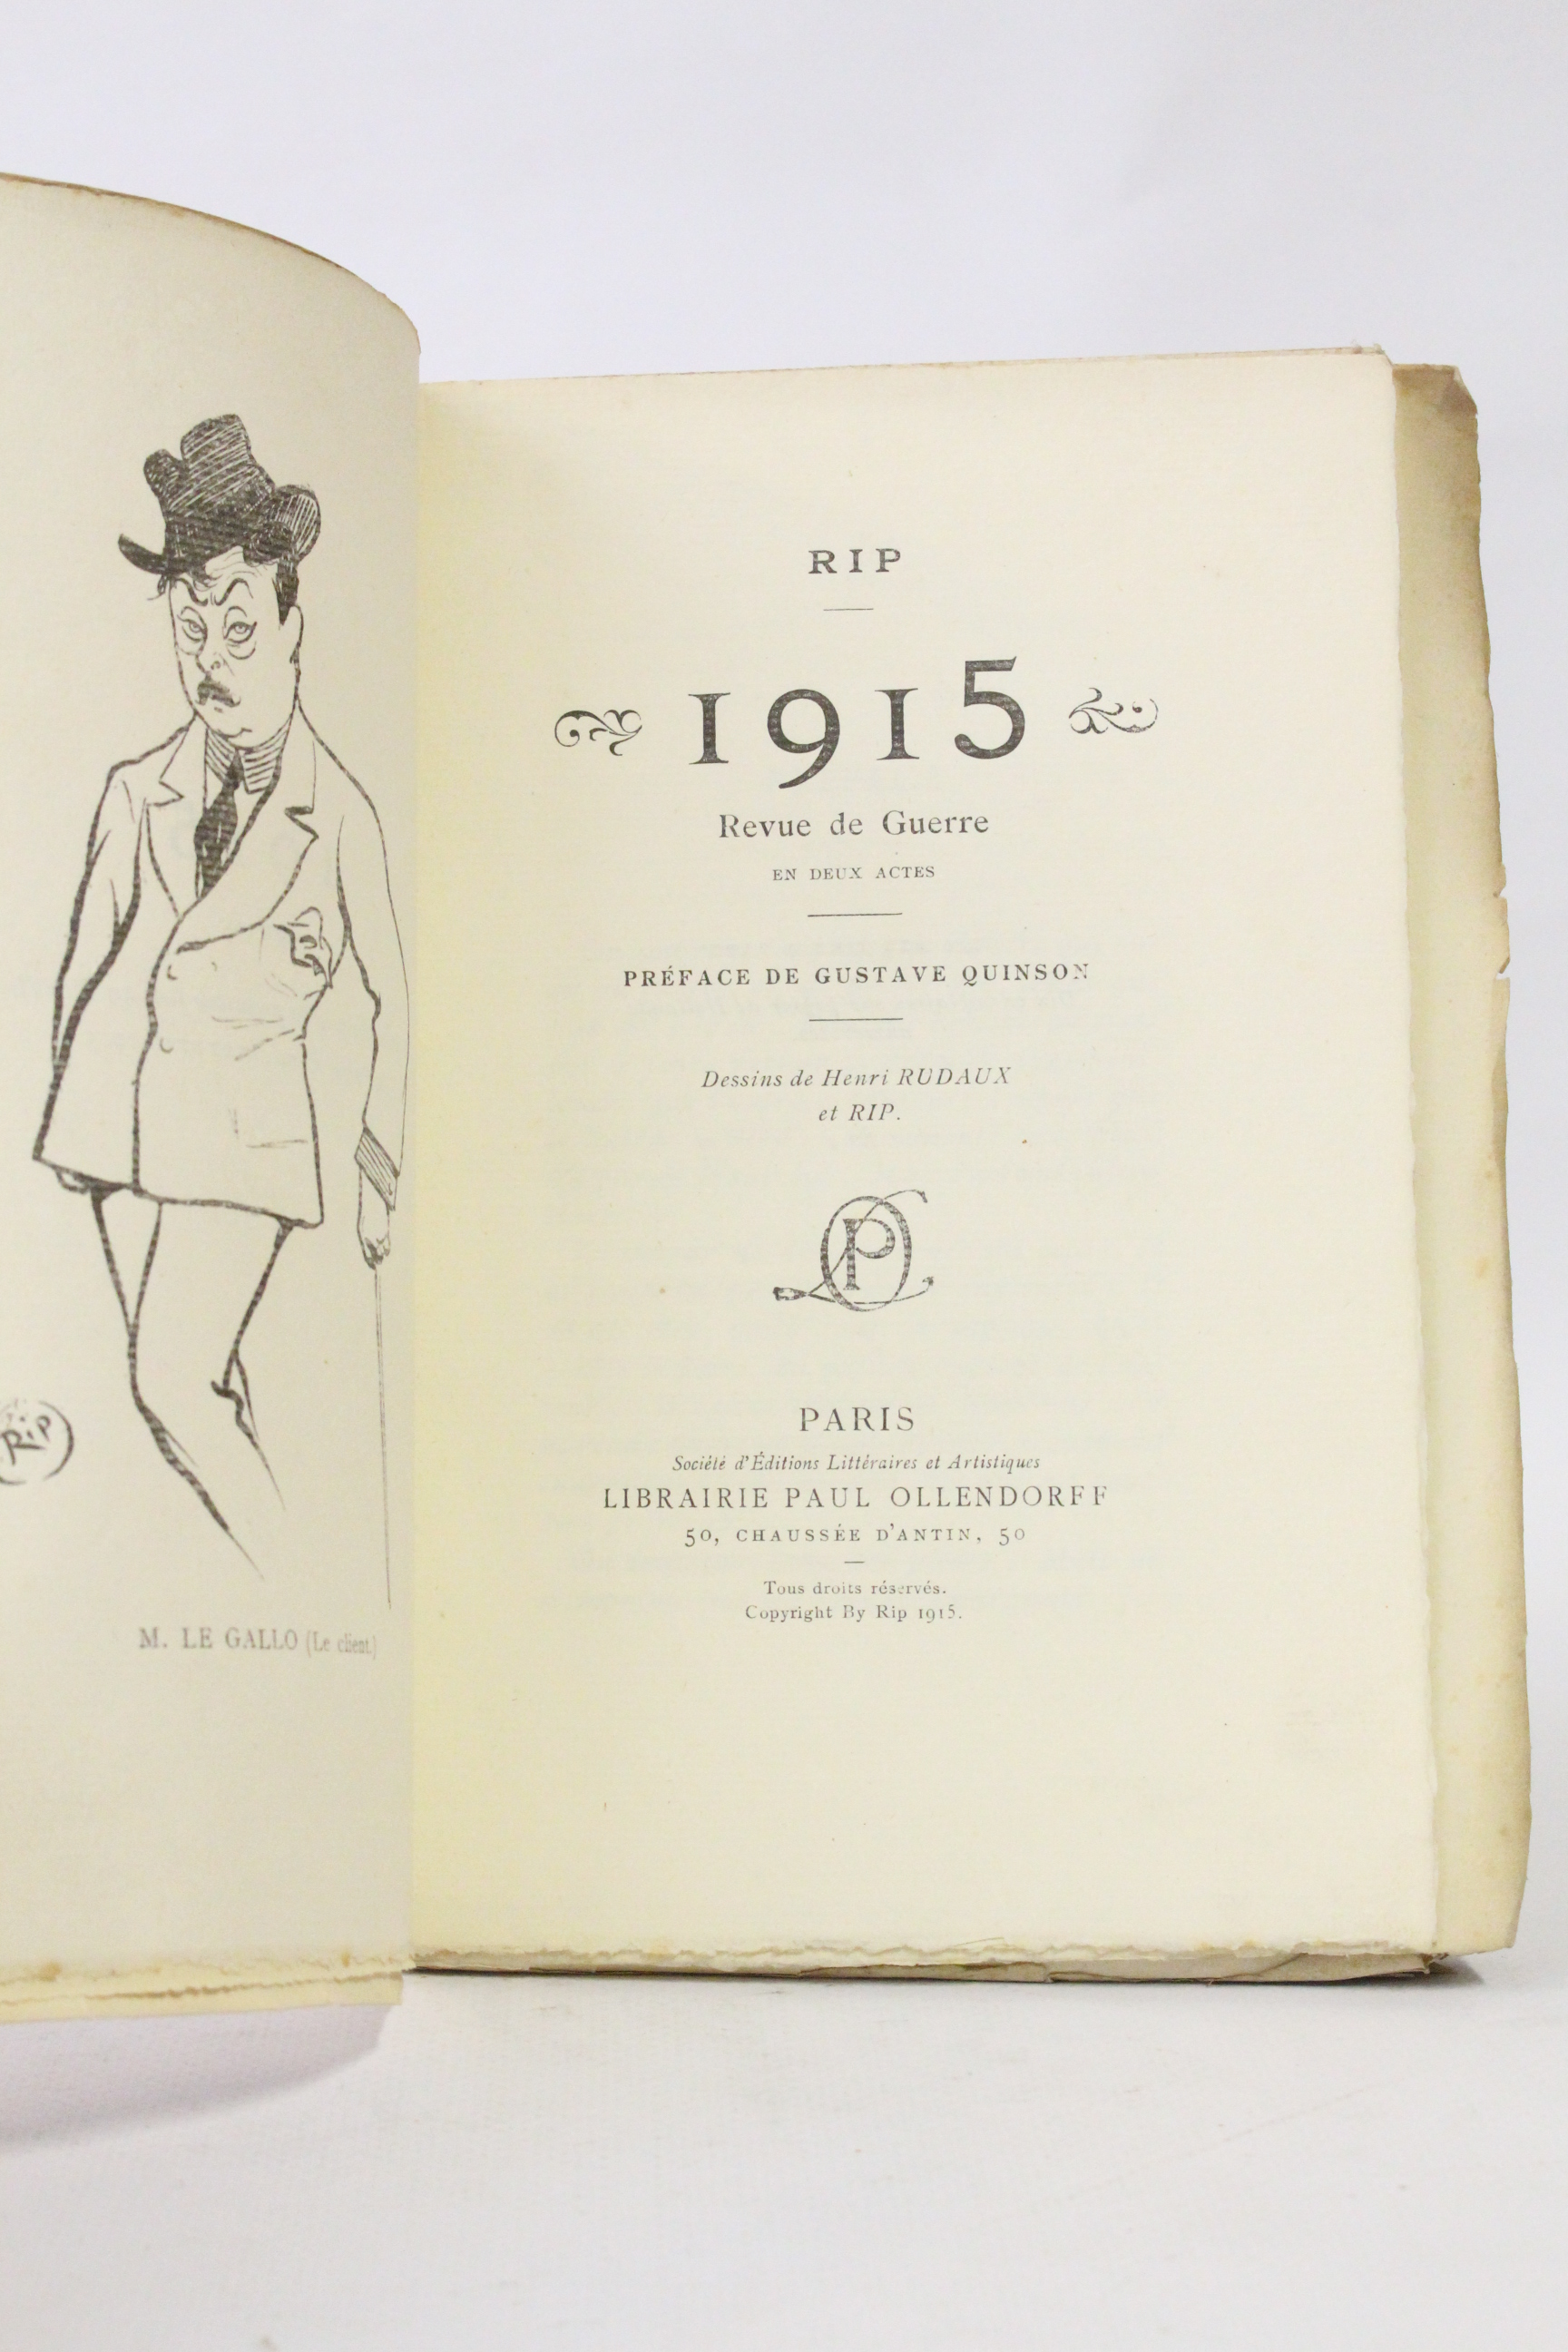 RiP
M. LE GALLO (Le client)
RIP
1915
Revue de Guerre
EN DEUX ACTES
PRÉFACE DE GUSTAVE QUINSON
Dessins de Henri RUDAUX
et RIP.
PO
PARIS
Société d'Éditions Littéraires et Artistiques
LIBRAIRIE PAUL OLLENDORFF
50, CHAUSSÉE D'ANTIN, 50
Tous droits réservés.
Copyright By Rip 1915.